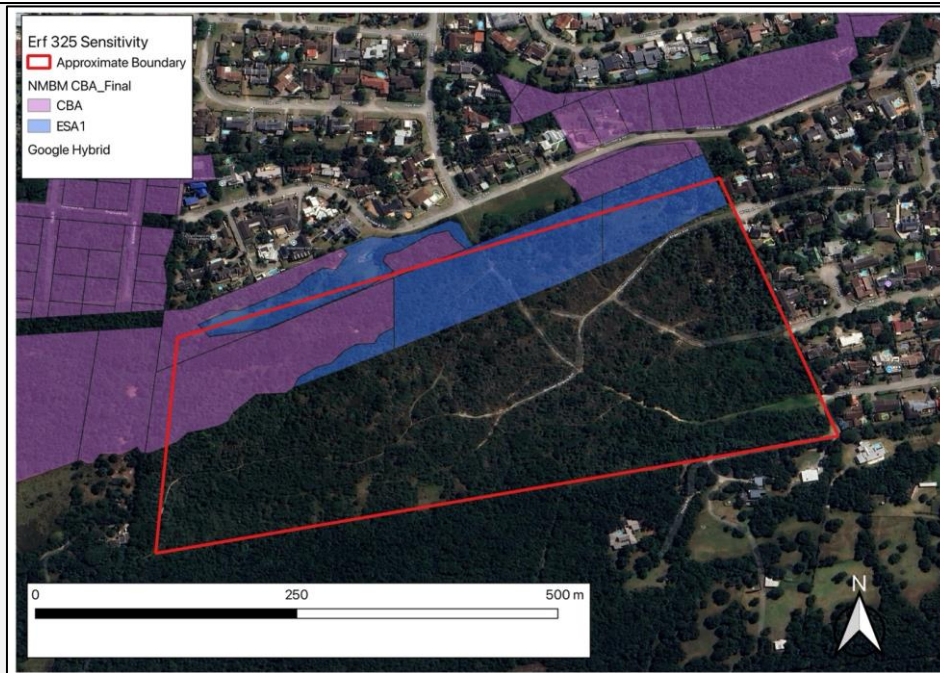 Erf 325 Sensitivity
Approximate Boundary
NMBM CBA_Final
CBA
ESA1
Google Hybrid
0
250
500 m
N